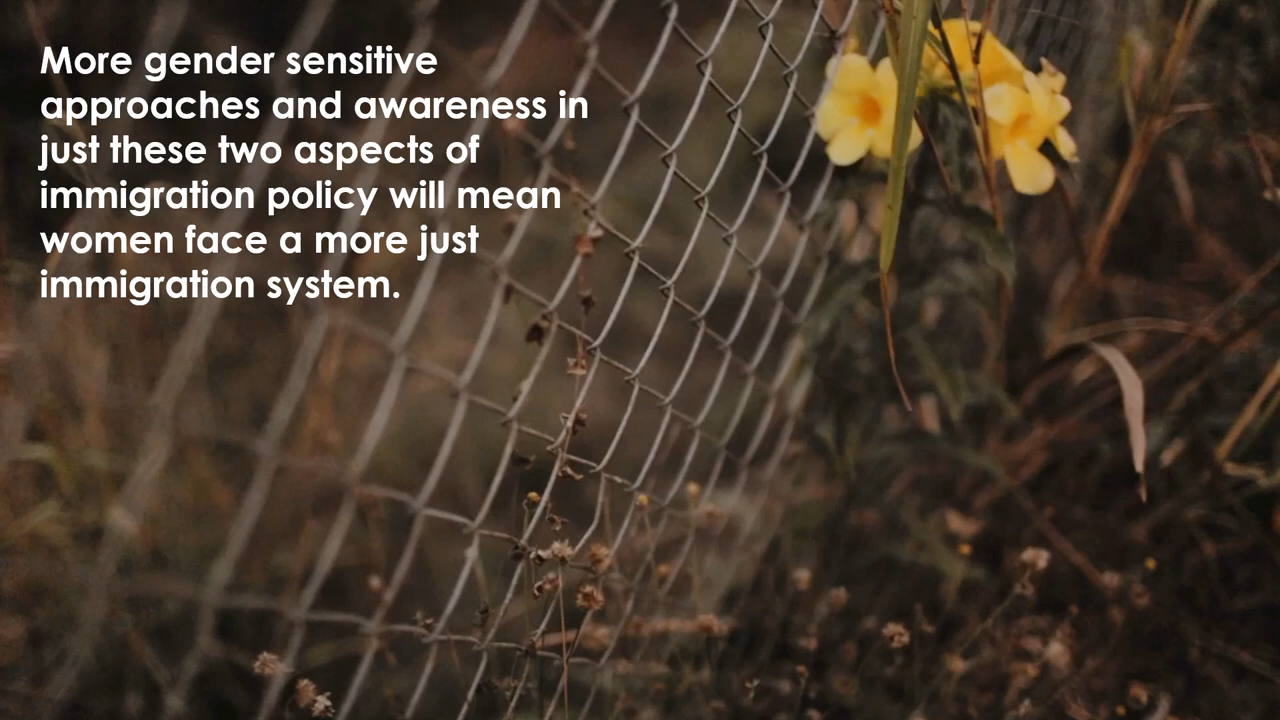 More gender sensitive
approaches and awareness in
just these two aspects of
immigration policy will mean
women face a more just
immigration system.